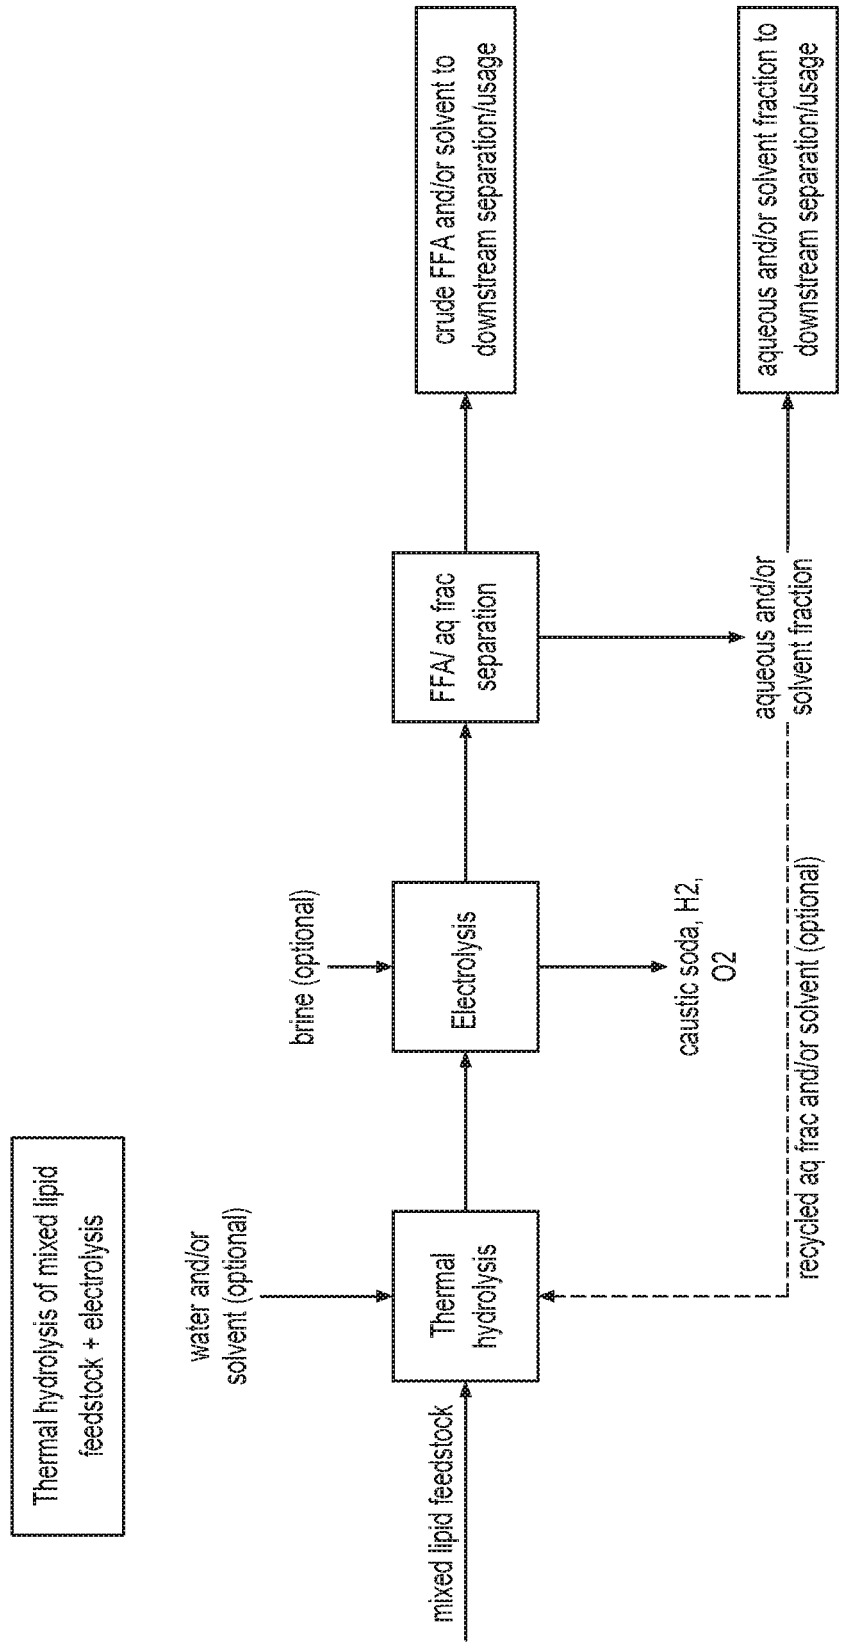 Thermal hydrolysis of mixed lipid
feedstock + electrolysis
water and/or
solvent (optional)
brine (optional)
mixed lipid feedstock
Thermal
hydrolysis
Electrolysis
FFA/ aq frac
separation
crude FFA and/or solvent to
downstream separation/usage
caustic soda, H2,
O2
aqueous and/or
solvent fraction
aqueous and/or solvent fraction to
downstream separation/usage
recycled aq frac and/or solvent (optional)